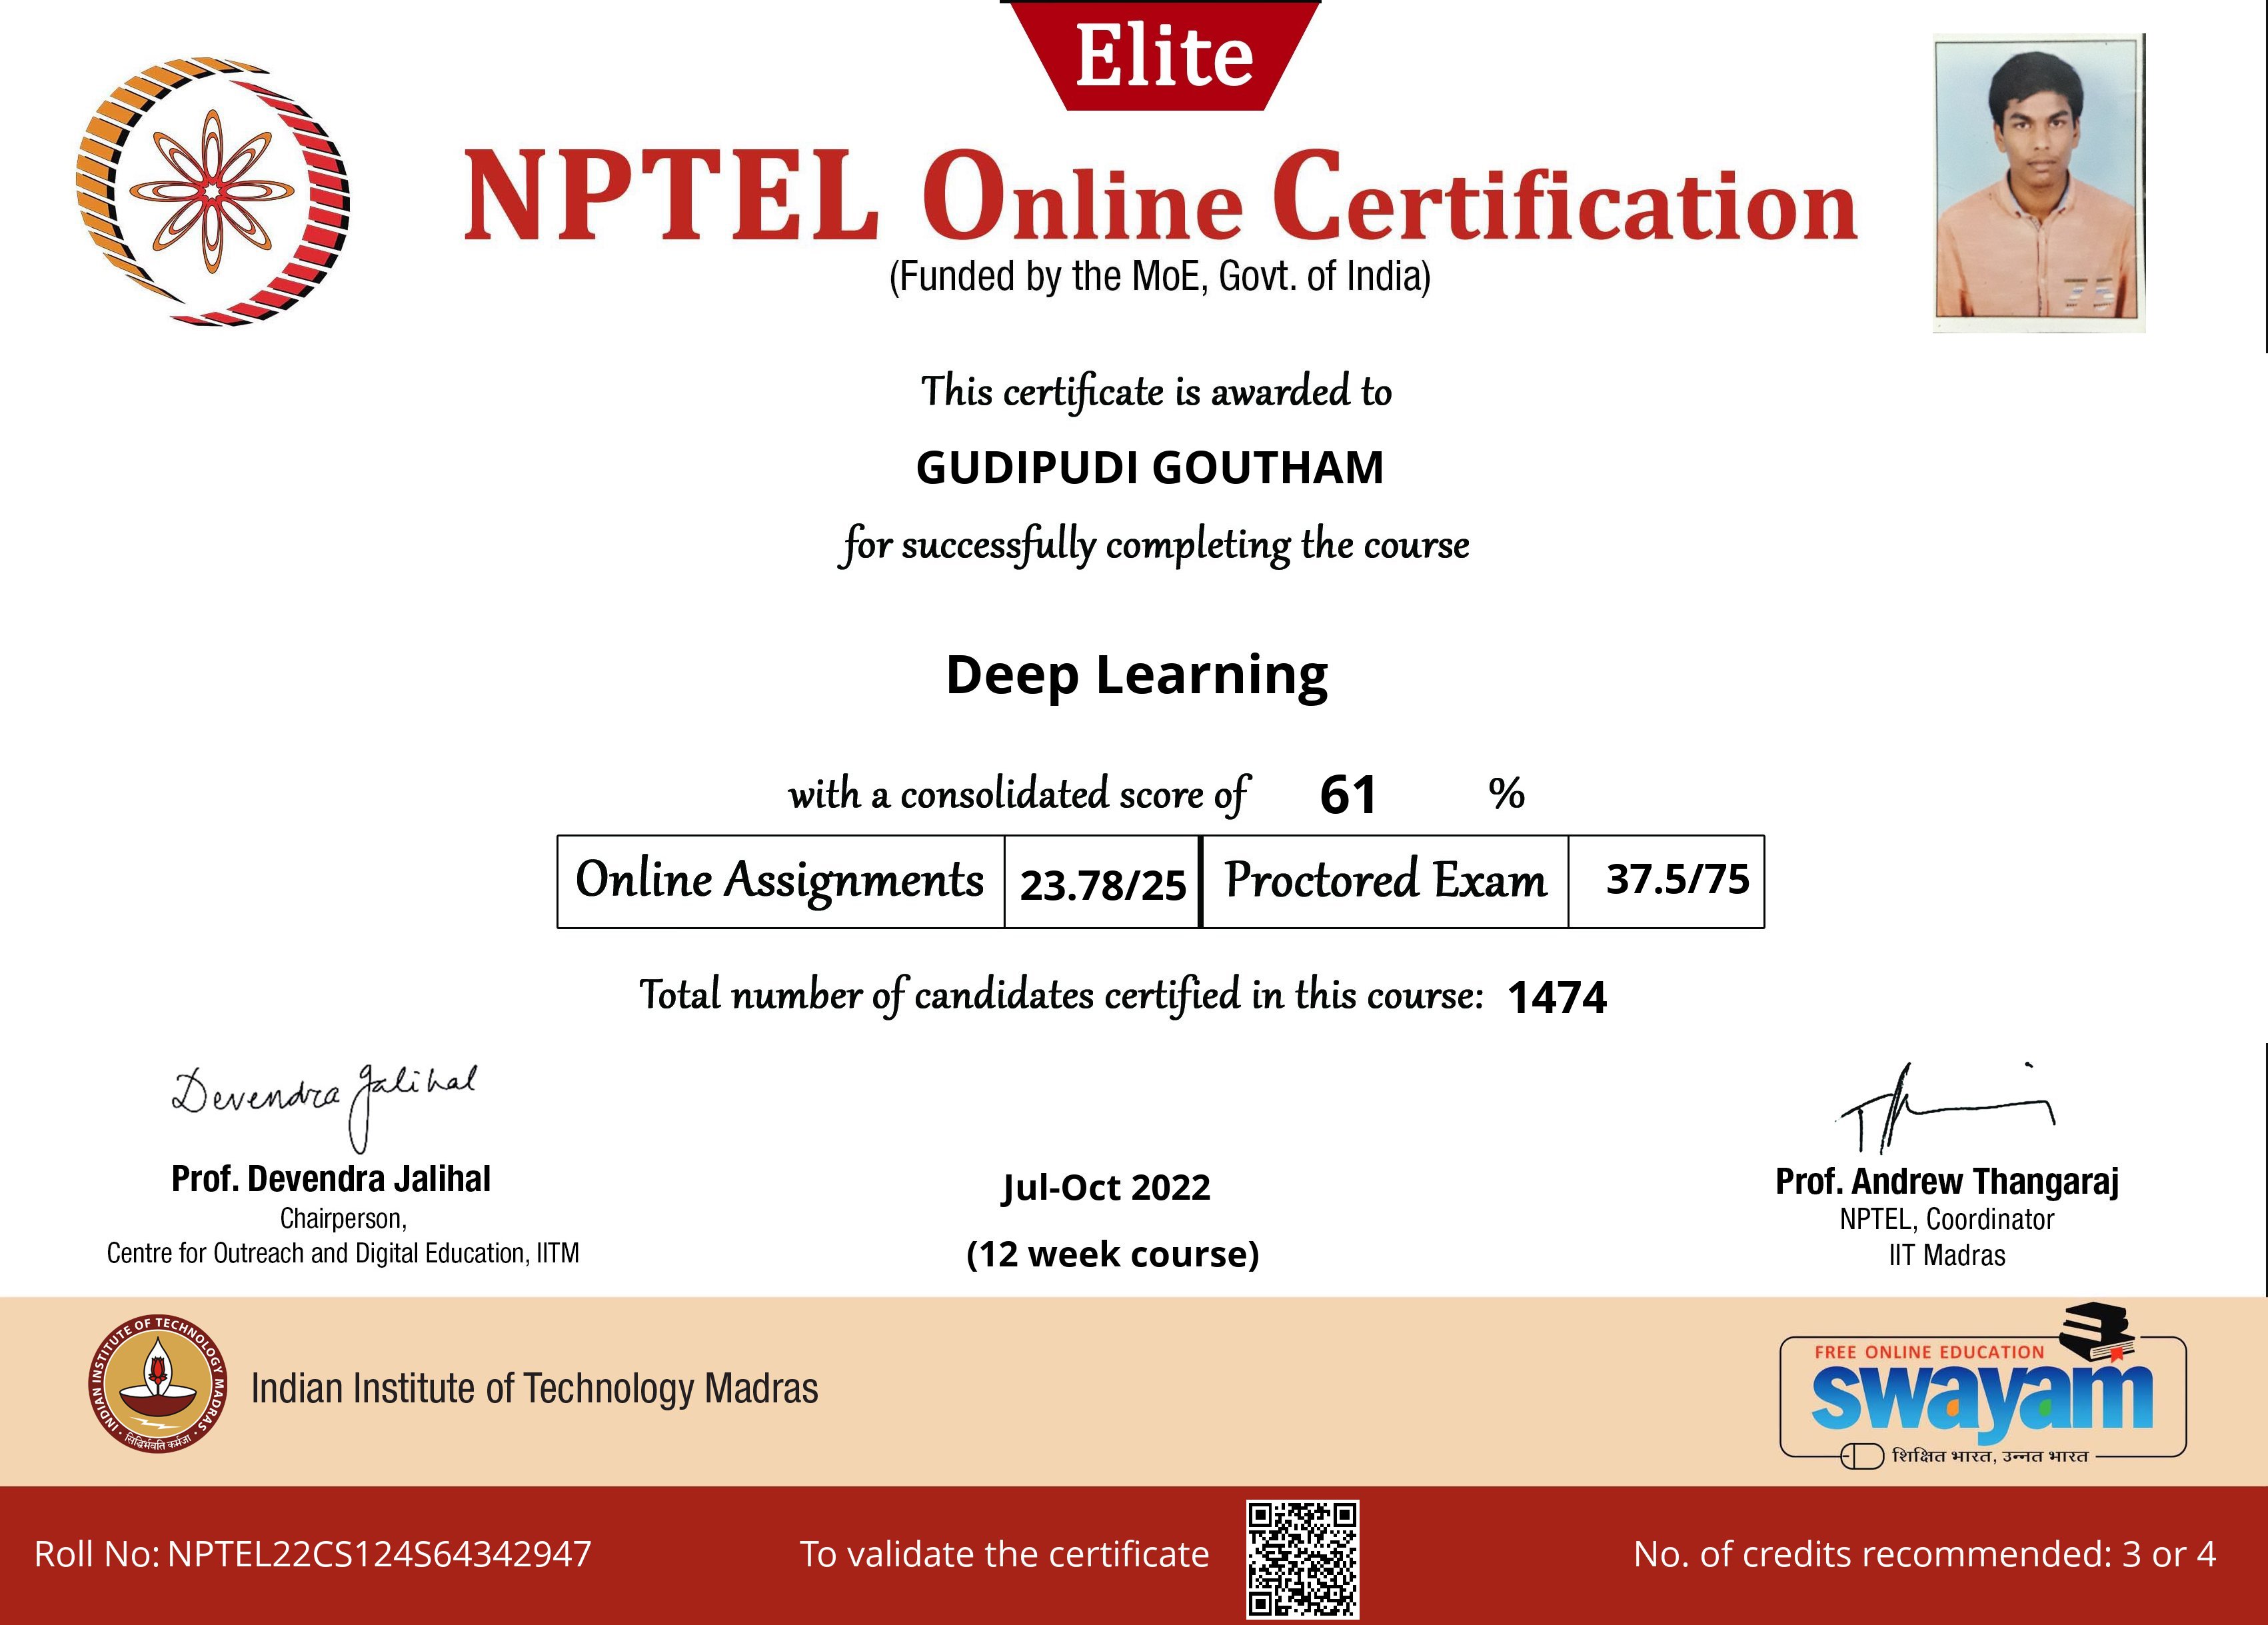 Elite
NPTEL Online Certification
(Funded by the MoE, Govt. of India)
75
This certificate is awarded to
GUDIPUDI GOUTHAM
for successfully completing the course
Deep Learning
with a consolidated score of 61 %
Online Assignments 23.78/25 Proctored Exam 37.5/75
Total number of candidates certified in this course: 1474
Devendra Jalihal
Prof. Devendra Jalihal
Chairperson,
Centre for Outreach and Digital Education, IITM
Jul-Oct 2022
(12 week course)
Prof. Andrew Thangaraj
NPTEL, Coordinator
IIT Madras
INDIAN INSTITUTE OF TECHNOLOGY MADRAS
सिद्धिर्भवति कर्मजा
Indian Institute of Technology Madras
FREE ONLINE EDUCATION
swayam
शिक्षित भारत, उन्नत भारत
Roll No: NPTEL22CS124S64342947
To validate the certificate
No. of credits recommended: 3 or 4